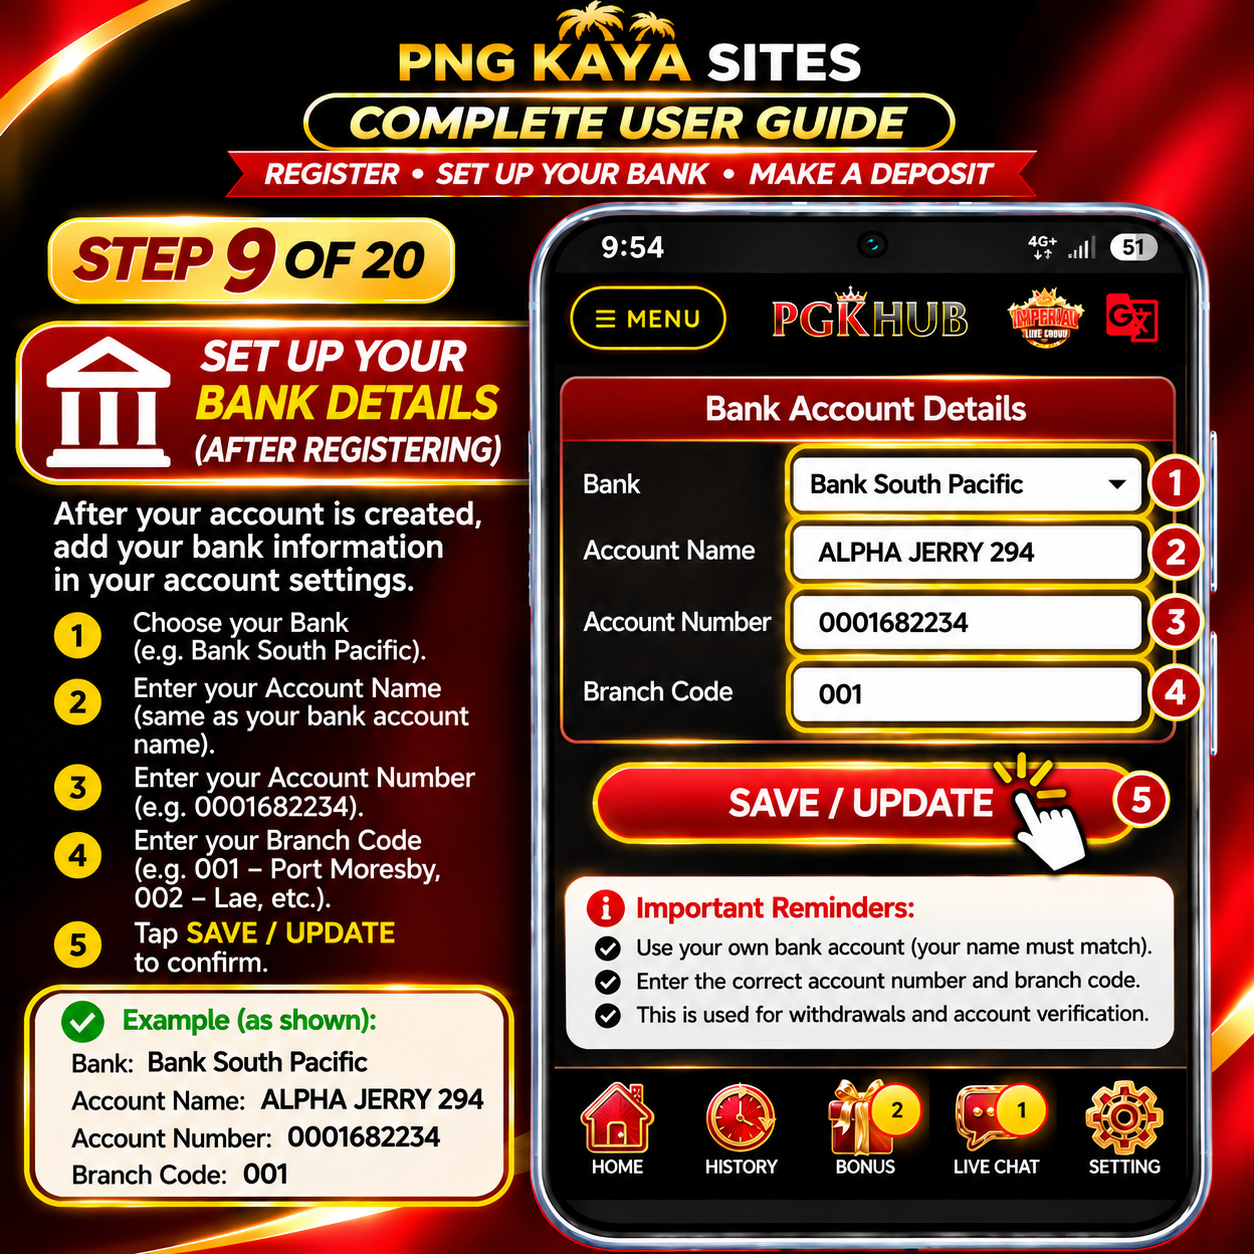 PNG KAYA SITES
COMPLETE USER GUIDE
REGISTER • SET UP YOUR BANK • MAKE A DEPOSIT
STEP 9 OF 20
SET UP YOUR
BANK DETAILS
(AFTER REGISTERING)
After your account is created,
add your bank information
in your account settings.
1 Choose your Bank
(e.g. Bank South Pacific).
2 Enter your Account Name
(same as your bank account
name).
3 Enter your Account Number
(e.g. 0001682234).
4 Enter your Branch Code
(e.g. 001 – Port Moresby,
002 – Lae, etc.).
5 Tap SAVE / UPDATE
to confirm.
Example (as shown):
Bank: Bank South Pacific
Account Name: ALPHA JERRY 294
Account Number: 0001682234
Branch Code: 001
9:54 4G+ 51
MENU PGKHUB IMPERIAL
Bank Account Details
Bank Bank South Pacific 1
Account Name ALPHA JERRY 294 2
Account Number 0001682234 3
Branch Code 001 4
SAVE / UPDATE 5
Important Reminders:
Use your own bank account (your name must match).
Enter the correct account number and branch code.
This is used for withdrawals and account verification.
2 1
HOME HISTORY BONUS LIVE CHAT SETTING